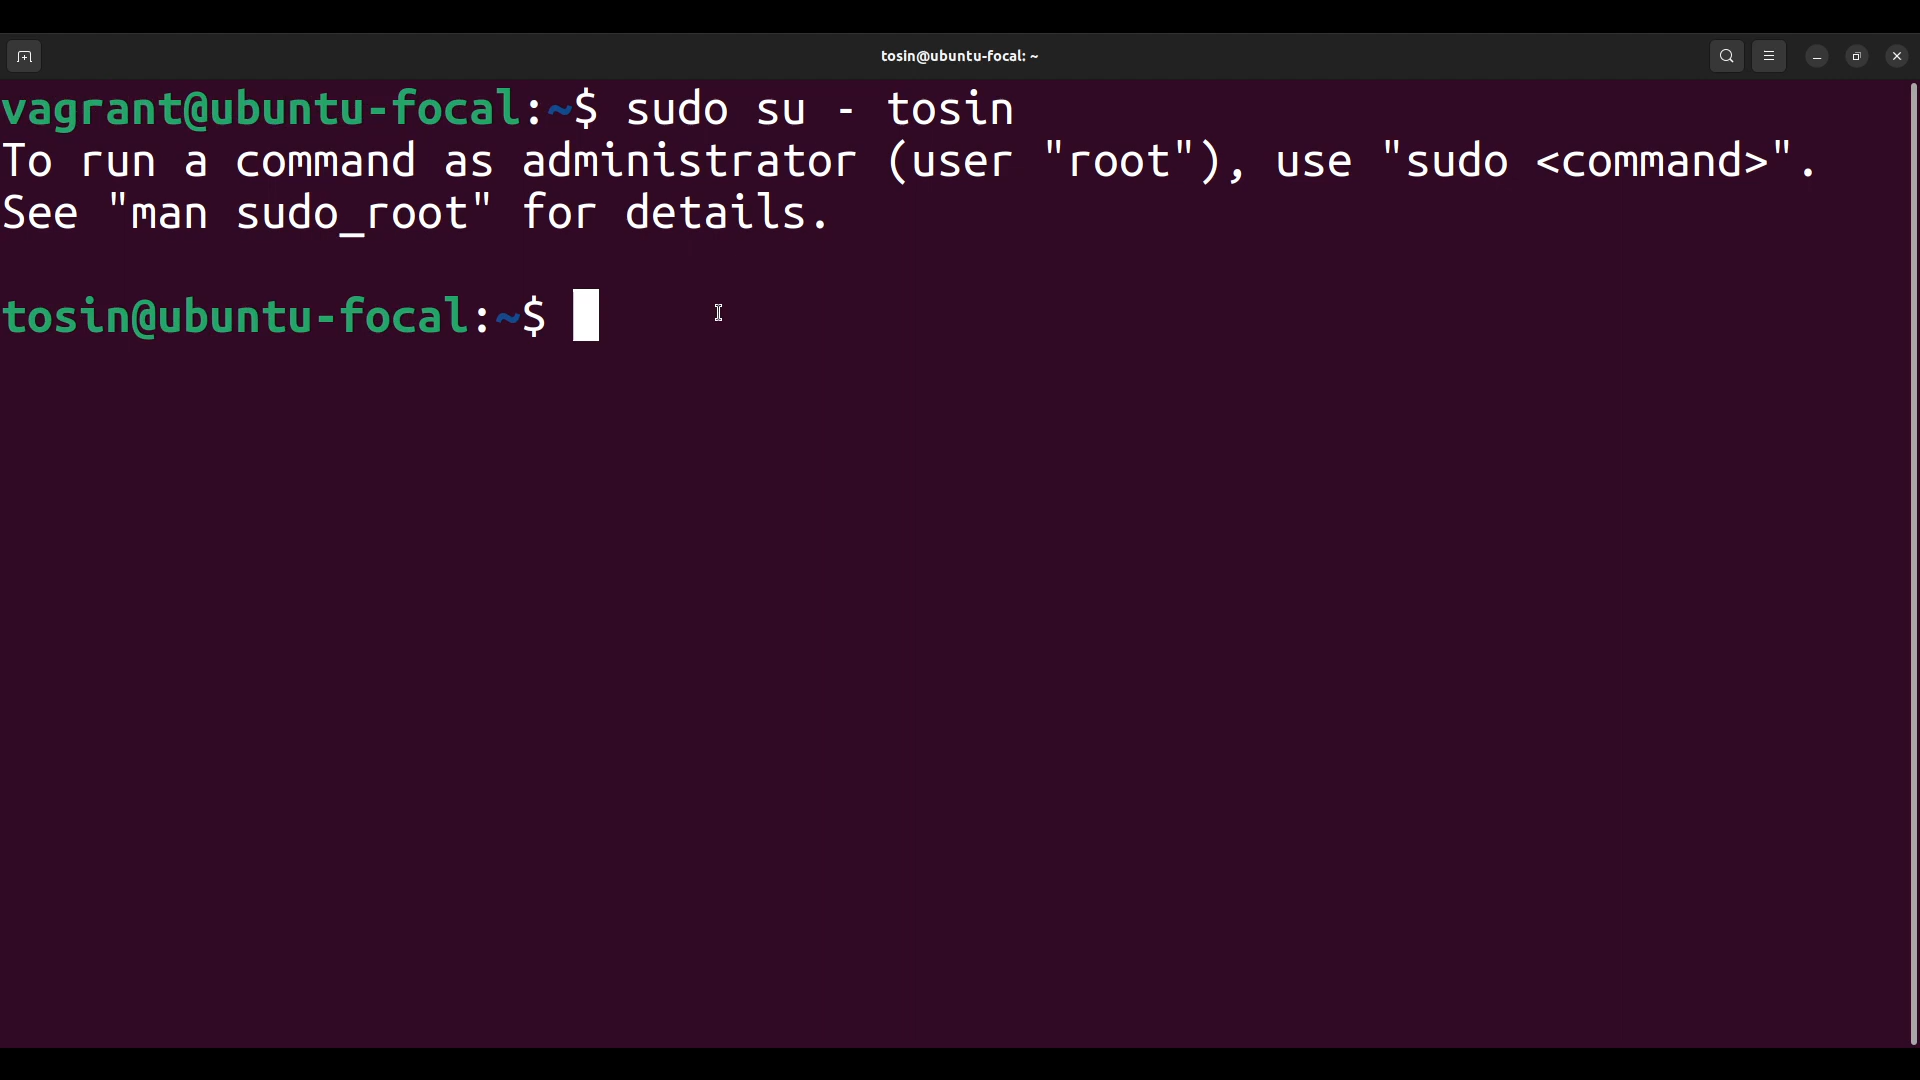 tosin@ubuntu-focal: ~
vagrant@ubuntu-focal:~$ sudo su - tosin
To run a command as administrator (user "root"), use "sudo <command>".
See "man sudo_root" for details.
tosin@ubuntu-focal:~$